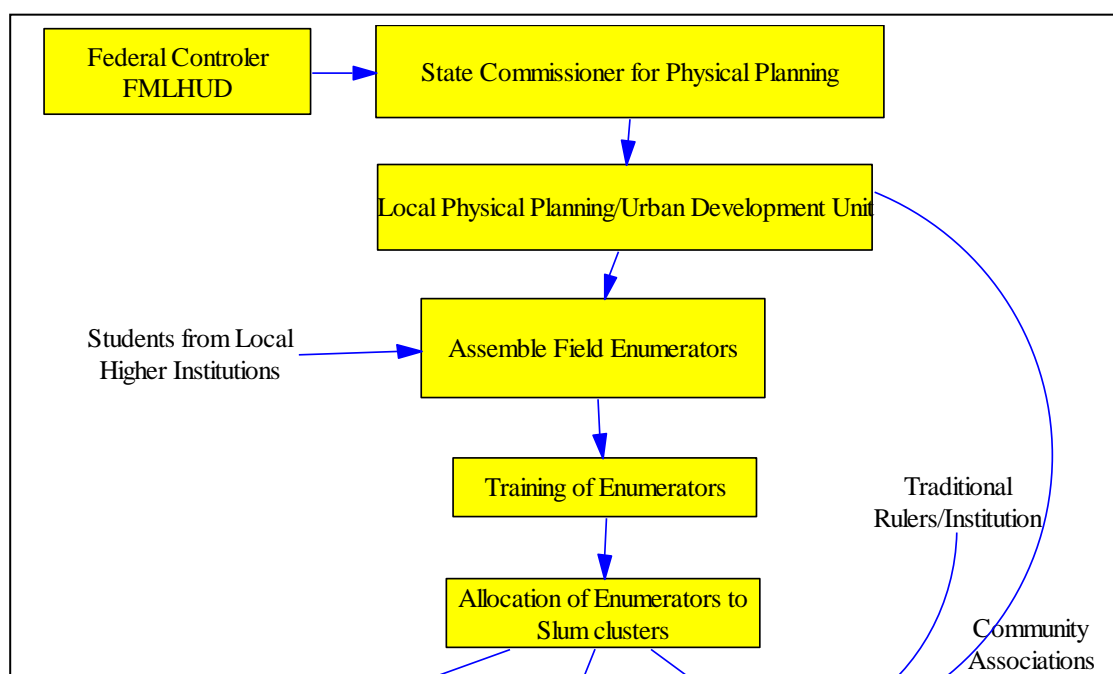 Federal Controler
FMLHUD
State Commissioner for Physical Planning
Local Physical Planning/Urban Development Unit
Students from Local
Higher Institutions
Assemble Field Enumerators
Training of Enumerators
Traditional
Rulers/Institution
Allocation of Enumerators to
Slum clusters
Community
Associations